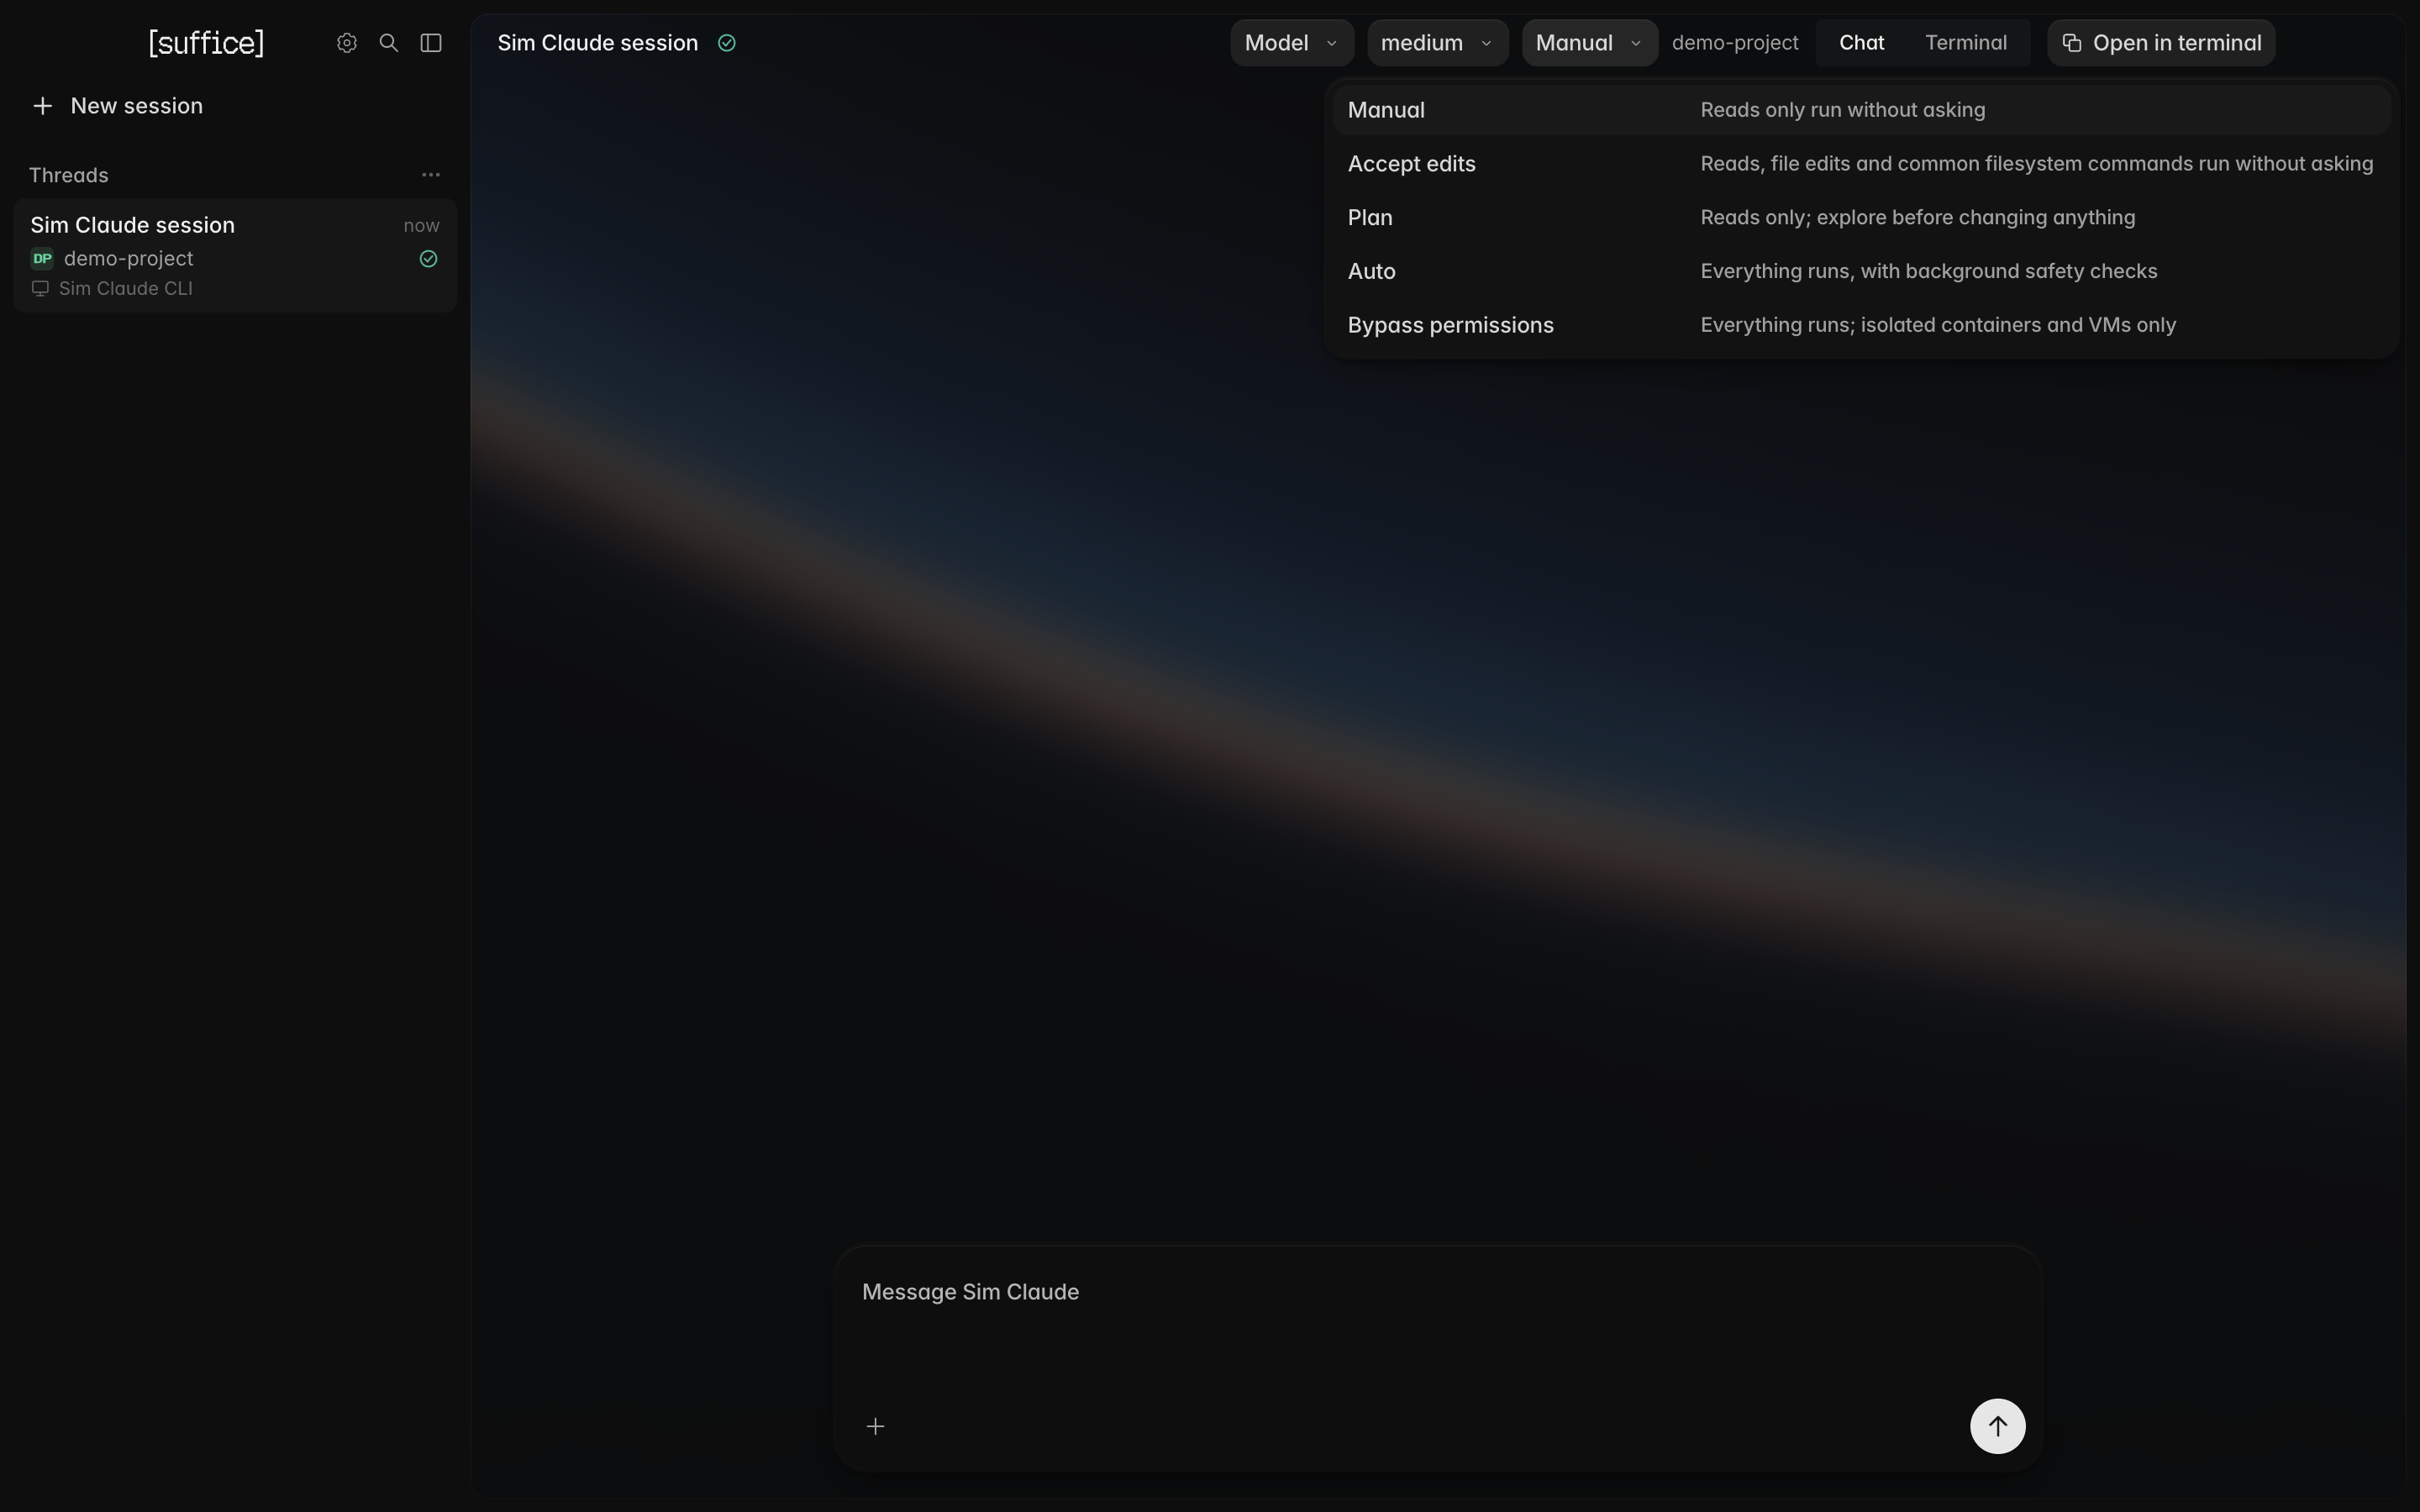 [suffice]
New session
Threads
Sim Claude session now
DP demo-project
Sim Claude CLI
Sim Claude session
Model medium Manual demo-project Chat Terminal Open in terminal
Manual Reads only run without asking
Accept edits Reads, file edits and common filesystem commands run without asking
Plan Reads only; explore before changing anything
Auto Everything runs, with background safety checks
Bypass permissions Everything runs; isolated containers and VMs only
Message Sim Claude